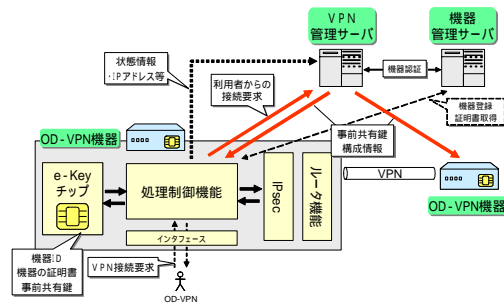 VPN
管理サーバ
機器
管理サーバ
状態情報
・IPアドレス等
利用者からの
接続要求
機器認証
機器登録
証明書取得
事前共有鍵
構成情報
OD-VPN機器
e-Key
チップ
処理制御機能
IPsec
ルータ機能
VPN
OD-VPN機器
インタフェース
機器ID
機器の証明書
事前共有鍵
VPN接続要求
OD-VPN